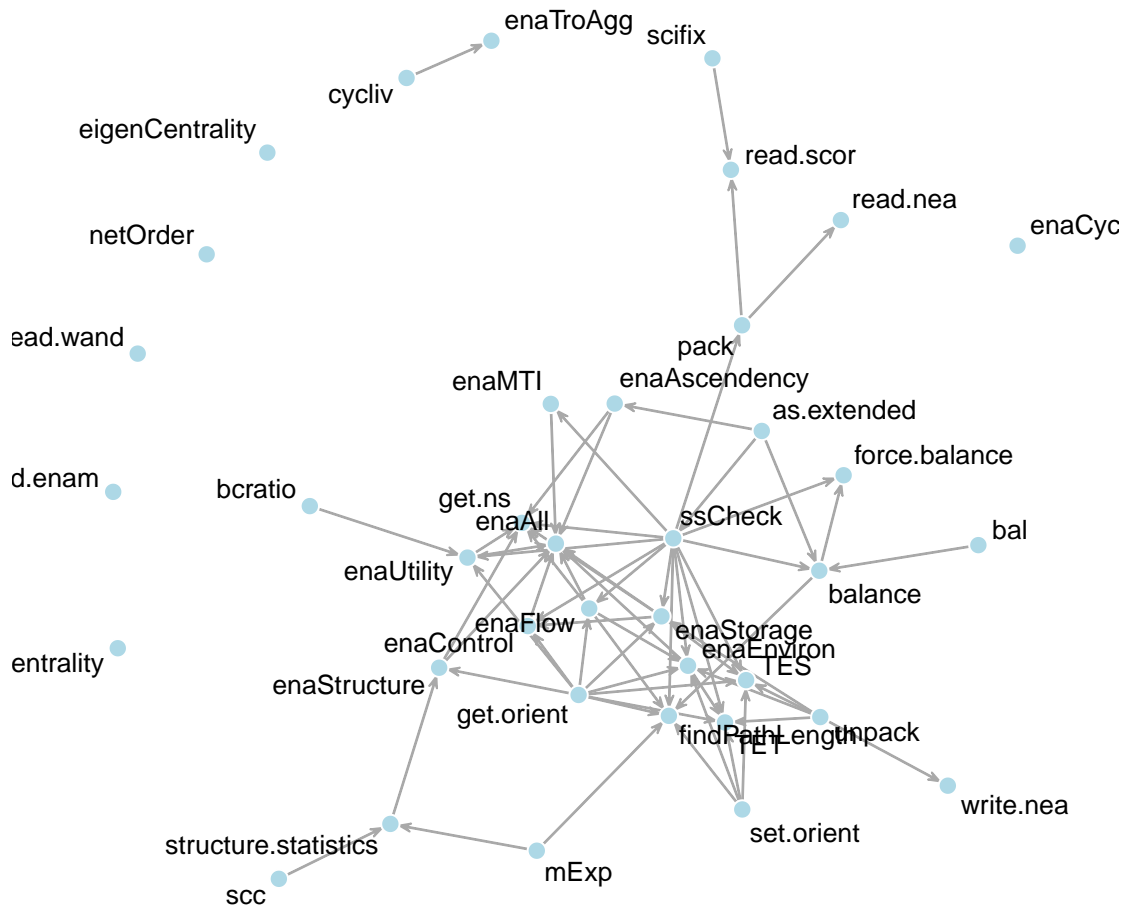 enaTroAgg
scifix
cycliv
eigenCentrality
read.scor
read.nea
enaCyc
netOrder
ead.wand
pack
enaMTI
enaAscendency
as.extended
force.balance
d.enam
bcratio
get.ns
enaAll
ssCheck
bal
enaUtility
balance
enaFlow
enaStorage
enaControl
enaEnviron
entrality
TES
enaStructure
get.orient
findPathLength
unpack
TET
write.nea
set.orient
structure.statistics
mExp
scc